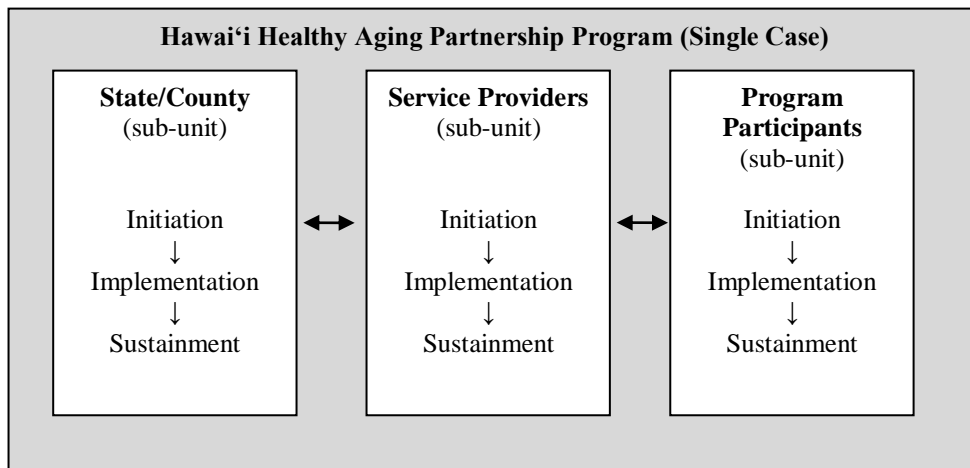 Hawai‘i Healthy Aging Partnership Program (Single Case)
State/County
(sub-unit)
Initiation
↓
Implementation
↓
Sustainment
Service Providers
(sub-unit)
Initiation
↓
Implementation
↓
Sustainment
Program
Participants
(sub-unit)
Initiation
↓
Implementation
↓
Sustainment